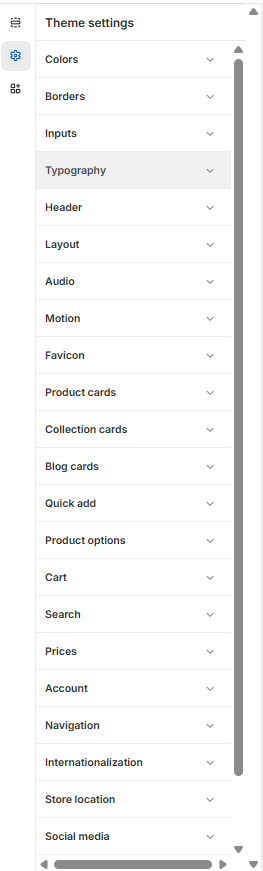 Theme settings
Colors
Borders
Inputs
Typography
Header
Layout
Audio
Motion
Favicon
Product cards
Collection cards
Blog cards
Quick add
Product options
Cart
Search
Prices
Account
Navigation
Internationalization
Store location
Social media